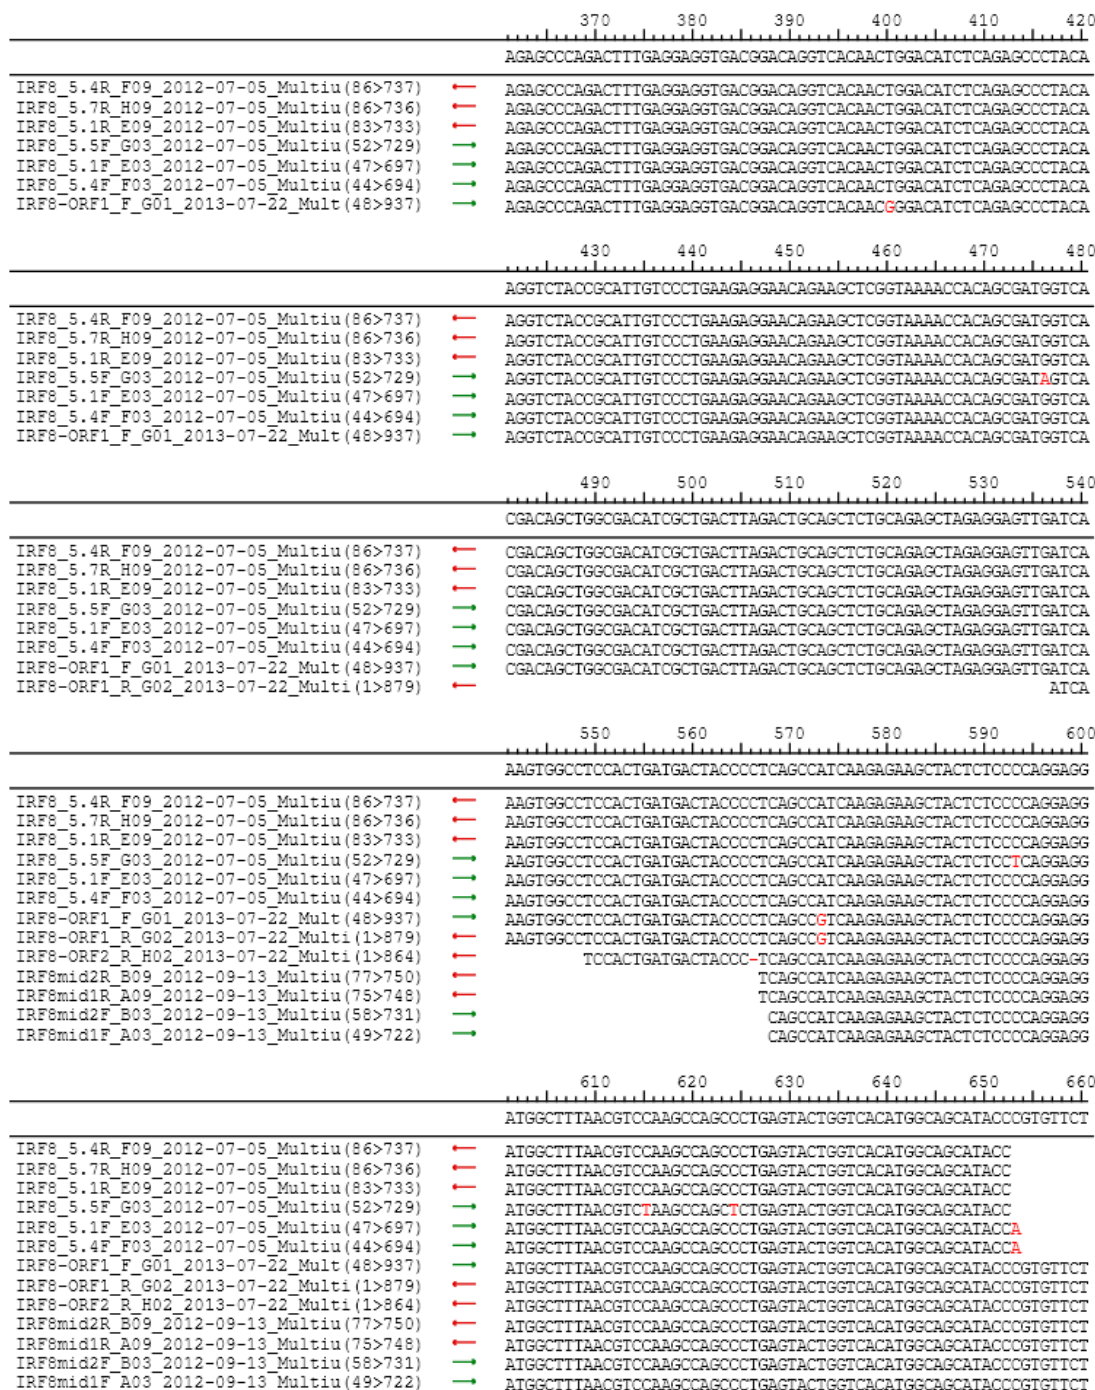 370 380 390 400 410 420
AGAGCCCAGACTTTGAGGAGGTGACGGACAGGTCACAACTGGACATCTCAGAGCCCTACA
IRF8_5.4R_F09_2012-07-05_Multiu(86>737) AGAGCCCAGACTTTGAGGAGGTGACGGACAGGTCACAACTGGACATCTCAGAGCCCTACA
IRF8_5.7R_H09_2012-07-05_Multiu(86>736) AGAGCCCAGACTTTGAGGAGGTGACGGACAGGTCACAACTGGACATCTCAGAGCCCTACA
IRF8_5.1R_E09_2012-07-05_Multiu(83>733) AGAGCCCAGACTTTGAGGAGGTGACGGACAGGTCACAACTGGACATCTCAGAGCCCTACA
IRF8_5.5F_G03_2012-07-05_Multiu(52>729) AGAGCCCAGACTTTGAGGAGGTGACGGACAGGTCACAACTGGACATCTCAGAGCCCTACA
IRF8_5.1F_E03_2012-07-05_Multiu(47>697) AGAGCCCAGACTTTGAGGAGGTGACGGACAGGTCACAACTGGACATCTCAGAGCCCTACA
IRF8_5.4F_F03_2012-07-05_Multiu(44>694) AGAGCCCAGACTTTGAGGAGGTGACGGACAGGTCACAACTGGACATCTCAGAGCCCTACA
IRF8-ORF1_F_G01_2013-07-22_Mult(48>937) AGAGCCCAGACTTTGAGGAGGTGACGGACAGGTCACAACGGGACATCTCAGAGCCCTACA
430 440 450 460 470 480
AGGTCTACCGCATTGTCCCTGAAGAGGAACAGAAGCTCGGTAAAACCACAGCGATGGTCA
IRF8_5.4R_F09_2012-07-05_Multiu(86>737) AGGTCTACCGCATTGTCCCTGAAGAGGAACAGAAGCTCGGTAAAACCACAGCGATGGTCA
IRF8_5.7R_H09_2012-07-05_Multiu(86>736) AGGTCTACCGCATTGTCCCTGAAGAGGAACAGAAGCTCGGTAAAACCACAGCGATGGTCA
IRF8_5.1R_E09_2012-07-05_Multiu(83>733) AGGTCTACCGCATTGTCCCTGAAGAGGAACAGAAGCTCGGTAAAACCACAGCGATGGTCA
IRF8_5.5F_G03_2012-07-05_Multiu(52>729) AGGTCTACCGCATTGTCCCTGAAGAGGAACAGAAGCTCGGTAAAACCACAGCGATAGTCA
IRF8_5.1F_E03_2012-07-05_Multiu(47>697) AGGTCTACCGCATTGTCCCTGAAGAGGAACAGAAGCTCGGTAAAACCACAGCGATGGTCA
IRF8_5.4F_F03_2012-07-05_Multiu(44>694) AGGTCTACCGCATTGTCCCTGAAGAGGAACAGAAGCTCGGTAAAACCACAGCGATGGTCA
IRF8-ORF1_F_G01_2013-07-22_Mult(48>937) AGGTCTACCGCATTGTCCCTGAAGAGGAACAGAAGCTCGGTAAAACCACAGCGATGGTCA
490 500 510 520 530 540
CGACAGCTGGCGACATCGCTGACTTAGACTGCAGCTCTGCAGAGCTAGAGGAGTTGATCA
IRF8_5.4R_F09_2012-07-05_Multiu(86>737) CGACAGCTGGCGACATCGCTGACTTAGACTGCAGCTCTGCAGAGCTAGAGGAGTTGATCA
IRF8_5.7R_H09_2012-07-05_Multiu(86>736) CGACAGCTGGCGACATCGCTGACTTAGACTGCAGCTCTGCAGAGCTAGAGGAGTTGATCA
IRF8_5.1R_E09_2012-07-05_Multiu(83>733) CGACAGCTGGCGACATCGCTGACTTAGACTGCAGCTCTGCAGAGCTAGAGGAGTTGATCA
IRF8_5.5F_G03_2012-07-05_Multiu(52>729) CGACAGCTGGCGACATCGCTGACTTAGACTGCAGCTCTGCAGAGCTAGAGGAGTTGATCA
IRF8_5.1F_E03_2012-07-05_Multiu(47>697) CGACAGCTGGCGACATCGCTGACTTAGACTGCAGCTCTGCAGAGCTAGAGGAGTTGATCA
IRF8_5.4F_F03_2012-07-05_Multiu(44>694) CGACAGCTGGCGACATCGCTGACTTAGACTGCAGCTCTGCAGAGCTAGAGGAGTTGATCA
IRF8-ORF1_F_G01_2013-07-22_Mult(48>937) CGACAGCTGGCGACATCGCTGACTTAGACTGCAGCTCTGCAGAGCTAGAGGAGTTGATCA
IRF8-ORF1_R_G02_2013-07-22_Multi(1>879) ATCA
550 560 570 580 590 600
AAGTGGCCTCCACTGATGACTACCCCTCAGCCATCAAGAGAAGCTACTCTCCCCAGGAGG
IRF8_5.4R_F09_2012-07-05_Multiu(86>737) AAGTGGCCTCCACTGATGACTACCCCTCAGCCATCAAGAGAAGCTACTCTCCCCAGGAGG
IRF8_5.7R_H09_2012-07-05_Multiu(86>736) AAGTGGCCTCCACTGATGACTACCCCTCAGCCATCAAGAGAAGCTACTCTCCCCAGGAGG
IRF8_5.1R_E09_2012-07-05_Multiu(83>733) AAGTGGCCTCCACTGATGACTACCCCTCAGCCATCAAGAGAAGCTACTCTCCCCAGGAGG
IRF8_5.5F_G03_2012-07-05_Multiu(52>729) AAGTGGCCTCCACTGATGACTACCCCTCAGCCATCAAGAGAAGCTACTCTCCTCAGGAGG
IRF8_5.1F_E03_2012-07-05_Multiu(47>697) AAGTGGCCTCCACTGATGACTACCCCTCAGCCATCAAGAGAAGCTACTCTCCCCAGGAGG
IRF8_5.4F_F03_2012-07-05_Multiu(44>694) AAGTGGCCTCCACTGATGACTACCCCTCAGCCATCAAGAGAAGCTACTCTCCCCAGGAGG
IRF8-ORF1_F_G01_2013-07-22_Mult(48>937) AAGTGGCCTCCACTGATGACTACCCCTCAGCCGTCAAGAGAAGCTACTCTCCCCAGGAGG
IRF8-ORF1_R_G02_2013-07-22_Multi(1>879) AAGTGGCCTCCACTGATGACTACCCCTCAGCCGTCAAGAGAAGCTACTCTCCCCAGGAGG
IRF8-ORF2_R_H02_2013-07-22_Multi(1>864) TCCACTGATGACTACCC-TCAGCCATCAAGAGAAGCTACTCTCCCCAGGAGG
IRF8mid2R_B09_2012-09-13_Multiu(77>750) TCAGCCATCAAGAGAAGCTACTCTCCCCAGGAGG
IRF8mid1R_A09_2012-09-13_Multiu(75>748) TCAGCCATCAAGAGAAGCTACTCTCCCCAGGAGG
IRF8mid2F_B03_2012-09-13_Multiu(58>731) CAGCCATCAAGAGAAGCTACTCTCCCCAGGAGG
IRF8mid1F_A03_2012-09-13_Multiu(49>722) CAGCCATCAAGAGAAGCTACTCTCCCCAGGAGG
610 620 630 640 650 660
ATGGCTTTAACGTCCAAGCCAGCCCTGAGTACTGGTCACATGGCAGCATACCCGTGTTCT
IRF8_5.4R_F09_2012-07-05_Multiu(86>737) ATGGCTTTAACGTCCAAGCCAGCCCTGAGTACTGGTCACATGGCAGCATACC
IRF8_5.7R_H09_2012-07-05_Multiu(86>736) ATGGCTTTAACGTCCAAGCCAGCCCTGAGTACTGGTCACATGGCAGCATACC
IRF8_5.1R_E09_2012-07-05_Multiu(83>733) ATGGCTTTAACGTCCAAGCCAGCCCTGAGTACTGGTCACATGGCAGCATACC
IRF8_5.5F_G03_2012-07-05_Multiu(52>729) ATGGCTTTAACGTCTAAGCCAGCTCTGAGTACTGGTCACATGGCAGCATACC
IRF8_5.1F_E03_2012-07-05_Multiu(47>697) ATGGCTTTAACGTCCAAGCCAGCCCTGAGTACTGGTCACATGGCAGCATACCA
IRF8_5.4F_F03_2012-07-05_Multiu(44>694) ATGGCTTTAACGTCCAAGCCAGCCCTGAGTACTGGTCACATGGCAGCATACCA
IRF8-ORF1_F_G01_2013-07-22_Mult(48>937) ATGGCTTTAACGTCCAAGCCAGCCCTGAGTACTGGTCACATGGCAGCATACCCGTGTTCT
IRF8-ORF1_R_G02_2013-07-22_Multi(1>879) ATGGCTTTAACGTCCAAGCCAGCCCTGAGTACTGGTCACATGGCAGCATACCCGTGTTCT
IRF8-ORF2_R_H02_2013-07-22_Multi(1>864) ATGGCTTTAACGTCCAAGCCAGCCCTGAGTACTGGTCACATGGCAGCATACCCGTGTTCT
IRF8mid2R_B09_2012-09-13_Multiu(77>750) ATGGCTTTAACGTCCAAGCCAGCCCTGAGTACTGGTCACATGGCAGCATACCCGTGTTCT
IRF8mid1R_A09_2012-09-13_Multiu(75>748) ATGGCTTTAACGTCCAAGCCAGCCCTGAGTACTGGTCACATGGCAGCATACCCGTGTTCT
IRF8mid2F_B03_2012-09-13_Multiu(58>731) ATGGCTTTAACGTCCAAGCCAGCCCTGAGTACTGGTCACATGGCAGCATACCCGTGTTCT
IRF8mid1F_A03_2012-09-13_Multiu(49>722) ATGGCTTTAACGTCCAAGCCAGCCCTGAGTACTGGTCACATGGCAGCATACCCGTGTTCT